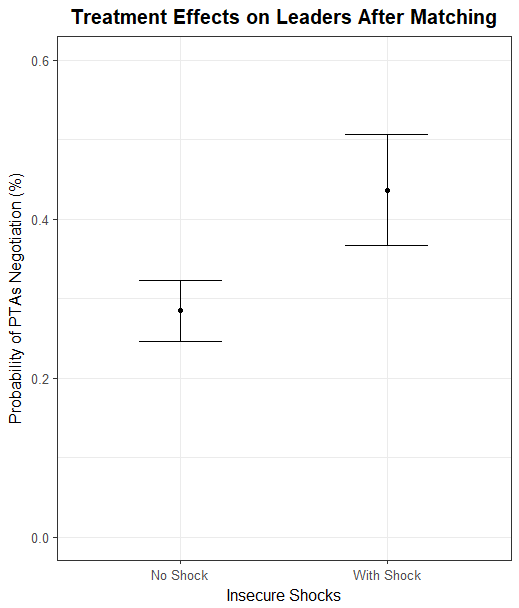 Treatment Effects on Leaders After Matching
Probability of PTAs Negotiation (%)
0.6
0.4
0.2
0.0
No Shock
With Shock
Insecure Shocks